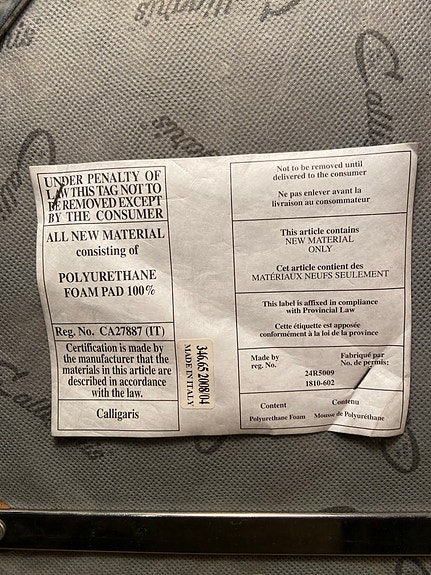 Calligaris
UNDER PENALTY OF
LAW THIS TAG NOT TO
BE REMOVED EXCEPT
BY THE CONSUMER
ALL NEW MATERIAL
consisting of
POLYURETHANE
FOAM PAD 100%
Reg. No. CA27887 (IT)
Certification is made by
the manufacturer that the
materials in this article are
described in accordance
with the law.
Calligaris
34665 2008/04
MADE IN ITALY
Not to be removed until
delivered to the consumer
Ne pas enlever avant la
livraison au consommateur
This article contains
NEW MATERIAL
ONLY
Cet article contient des
MATÉRIAUX NEUFS SEULEMENT
This label is affixed in compliance
with Provincial Law
Cette étiquette est apposée
conformément à la loi de la province
Made by Fabriqué par
reg. No. No. de permis:
24R5009
1810-602
Content Contenu
Polyurethane Foam Mousse de Polyuréthane